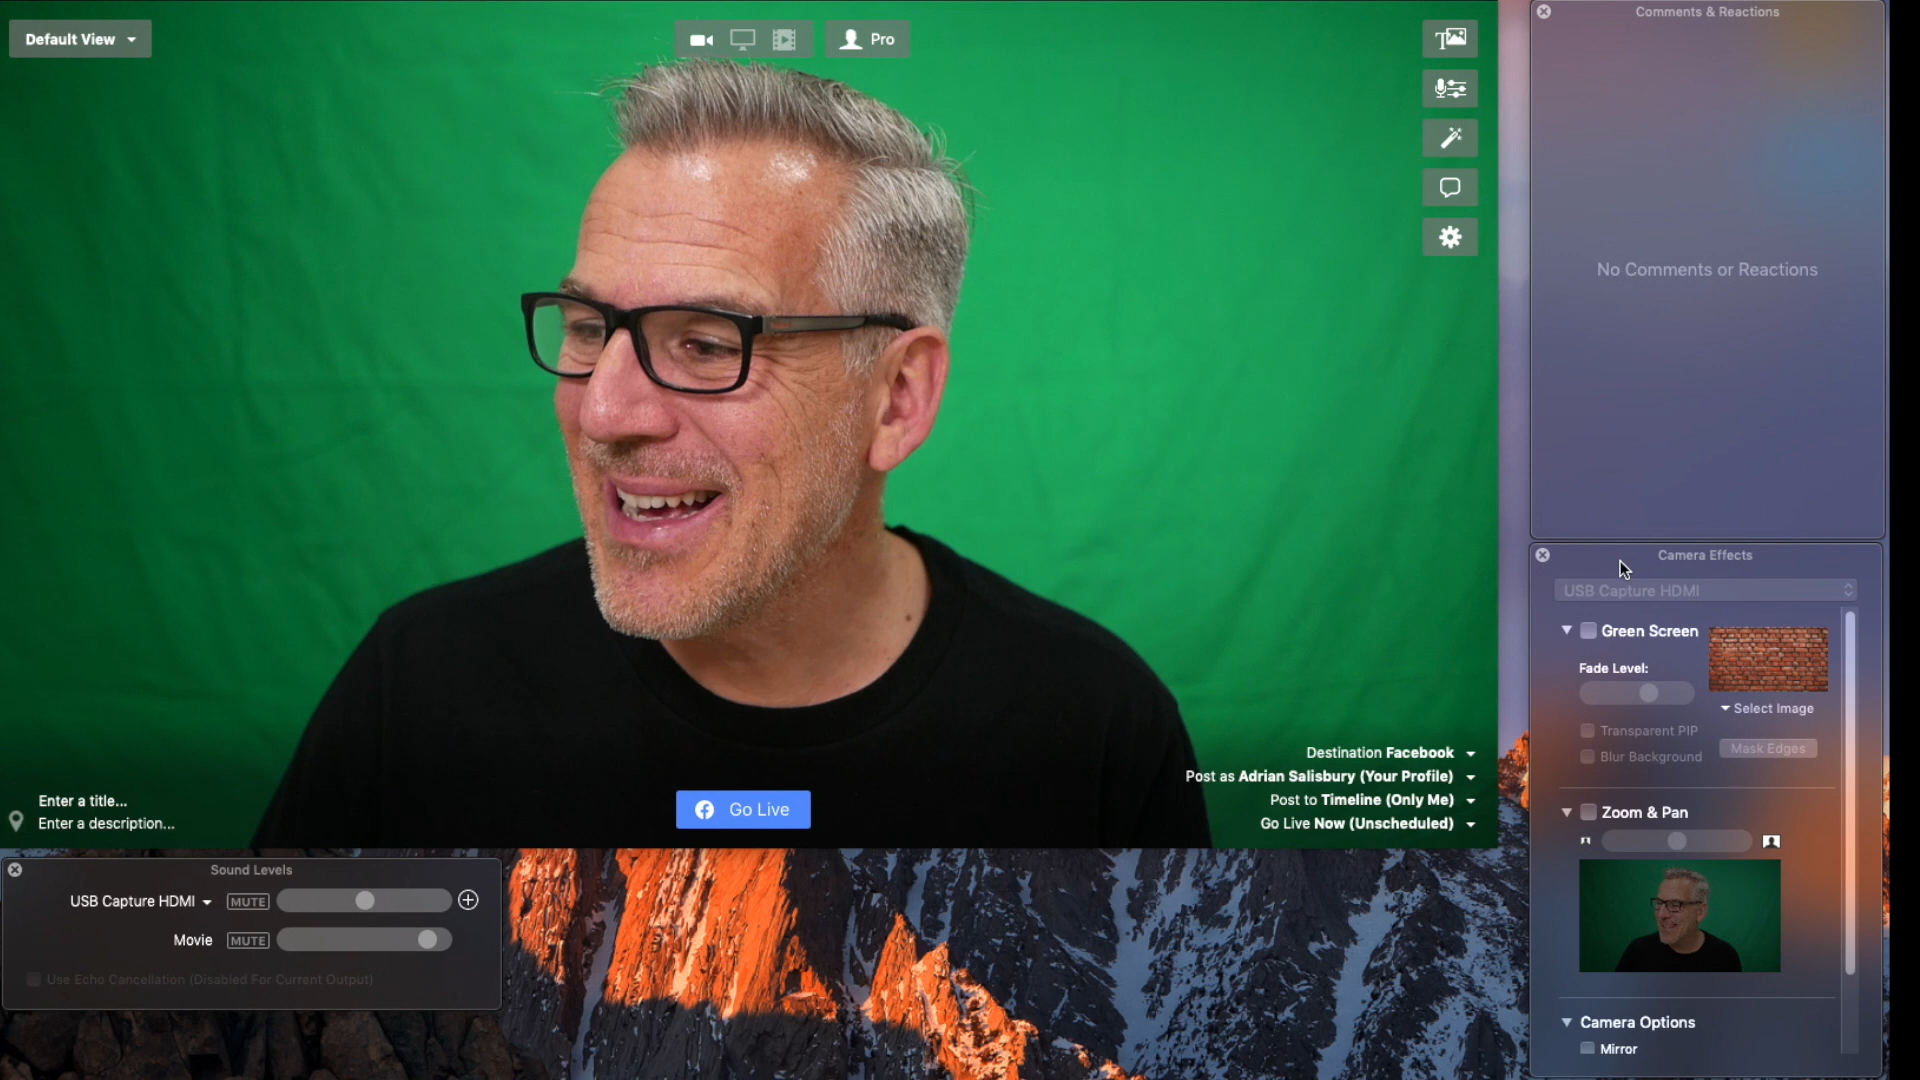 Default View
Pro
Comments & Reactions
No Comments or Reactions
Camera Effects
USB Capture HDMI
Green Screen
Fade Level:
Select Image
Transparent PIP
Mask Edges
Blur Background
Zoom & Pan
Camera Options
Mirror
Destination Facebook
Post as Adrian Salisbury (Your Profile)
Post to Timeline (Only Me)
Go Live Now (Unscheduled)
Go Live
Enter a title...
Enter a description...
Sound Levels
USB Capture HDMI MUTE
Movie MUTE
Use Echo Cancellation (Disabled For Current Output)